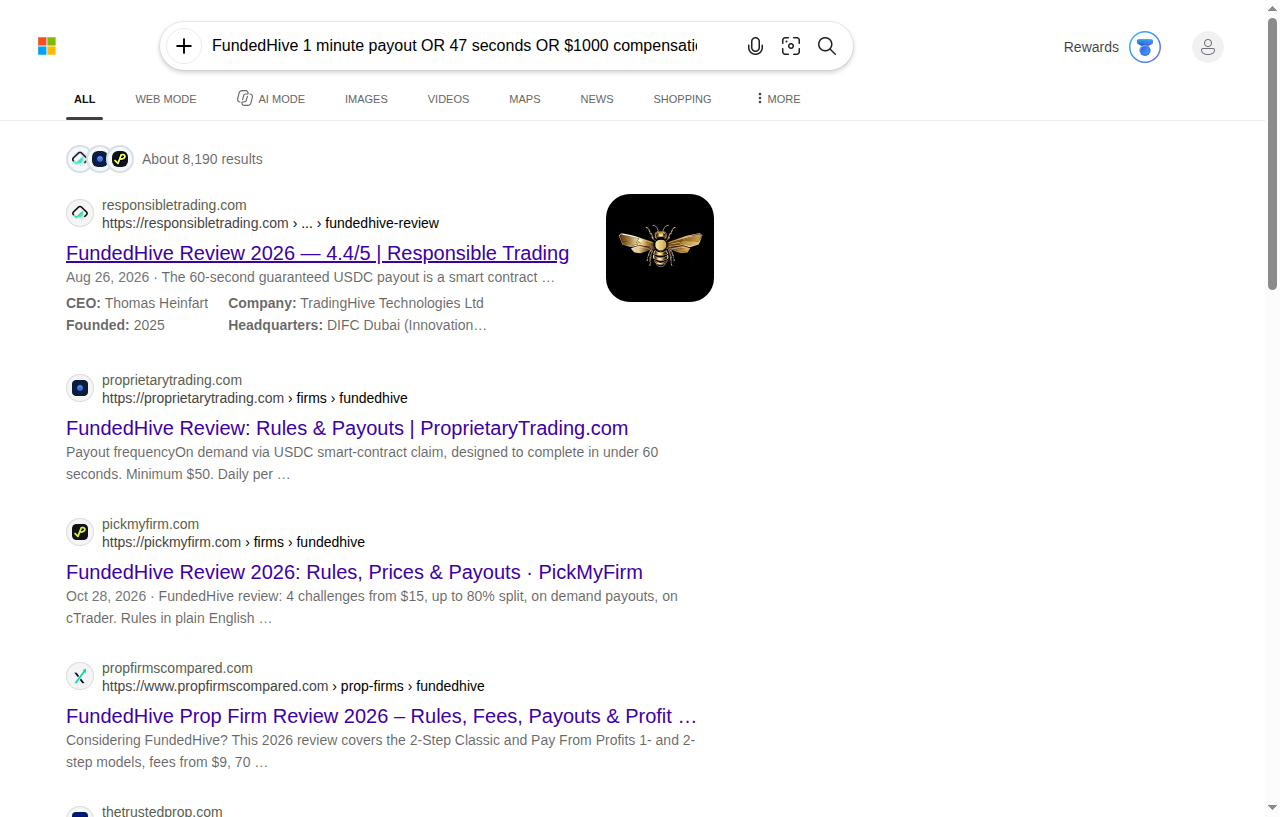 FundedHive 1 minute payout OR 47 seconds OR $1000 compensati
Rewards
ALL WEB MODE AI MODE IMAGES VIDEOS MAPS NEWS SHOPPING MORE
About 8,190 results
responsibletrading.com
https://responsibletrading.com › ... › fundedhive-review
FundedHive Review 2026 — 4.4/5 | Responsible Trading
Aug 26, 2026 · The 60-second guaranteed USDC payout is a smart contract …
CEO: Thomas Heinfart Company: TradingHive Technologies Ltd
Founded: 2025 Headquarters: DIFC Dubai (Innovation…
proprietarytrading.com
https://proprietarytrading.com › firms › fundedhive
FundedHive Review: Rules & Payouts | ProprietaryTrading.com
Payout frequencyOn demand via USDC smart-contract claim, designed to complete in under 60
seconds. Minimum $50. Daily per …
pickmyfirm.com
https://pickmyfirm.com › firms › fundedhive
FundedHive Review 2026: Rules, Prices & Payouts · PickMyFirm
Oct 28, 2026 · FundedHive review: 4 challenges from $15, up to 80% split, on demand payouts, on
cTrader. Rules in plain English …
propfirmscompared.com
https://www.propfirmscompared.com › prop-firms › fundedhive
FundedHive Prop Firm Review 2026 – Rules, Fees, Payouts & Profit …
Considering FundedHive? This 2026 review covers the 2-Step Classic and Pay From Profits 1- and 2-
step models, fees from $9, 70 …
thetrustedprop.com